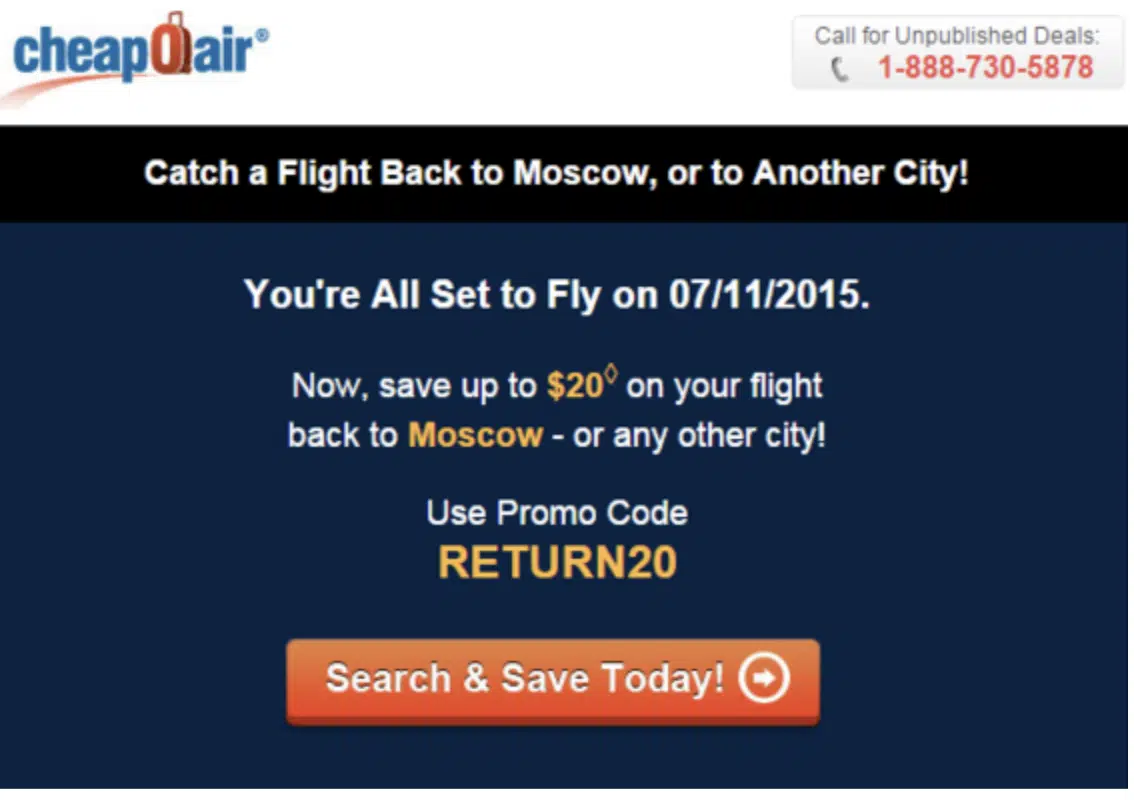 cheapOair®
Call for Unpublished Deals:
1-888-730-5878
Catch a Flight Back to Moscow, or to Another City!
You're All Set to Fly on 07/11/2015.
Now, save up to $20◊ on your flight
back to Moscow - or any other city!
Use Promo Code
RETURN20
Search & Save Today!